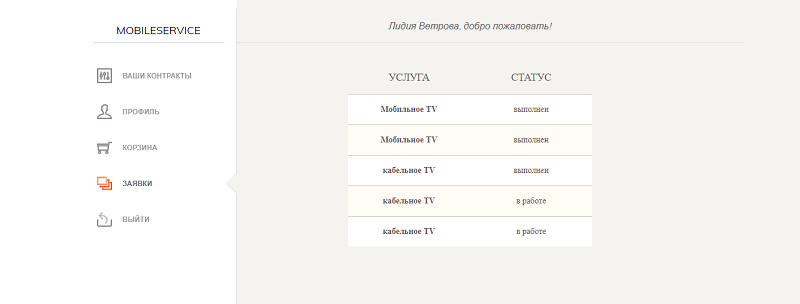 MOBILESERVICE
ВАШИ КОНТРАКТЫ
ПРОФИЛЬ
КОРЗИНА
ЗАЯВКИ
ВЫЙТИ
Лидия Ветрова, добро пожаловать!
УСЛУГА СТАТУС
Мобильное TV выполнен
Мобильное TV выполнен
кабельное TV выполнен
кабельное TV в работе
кабельное TV в работе